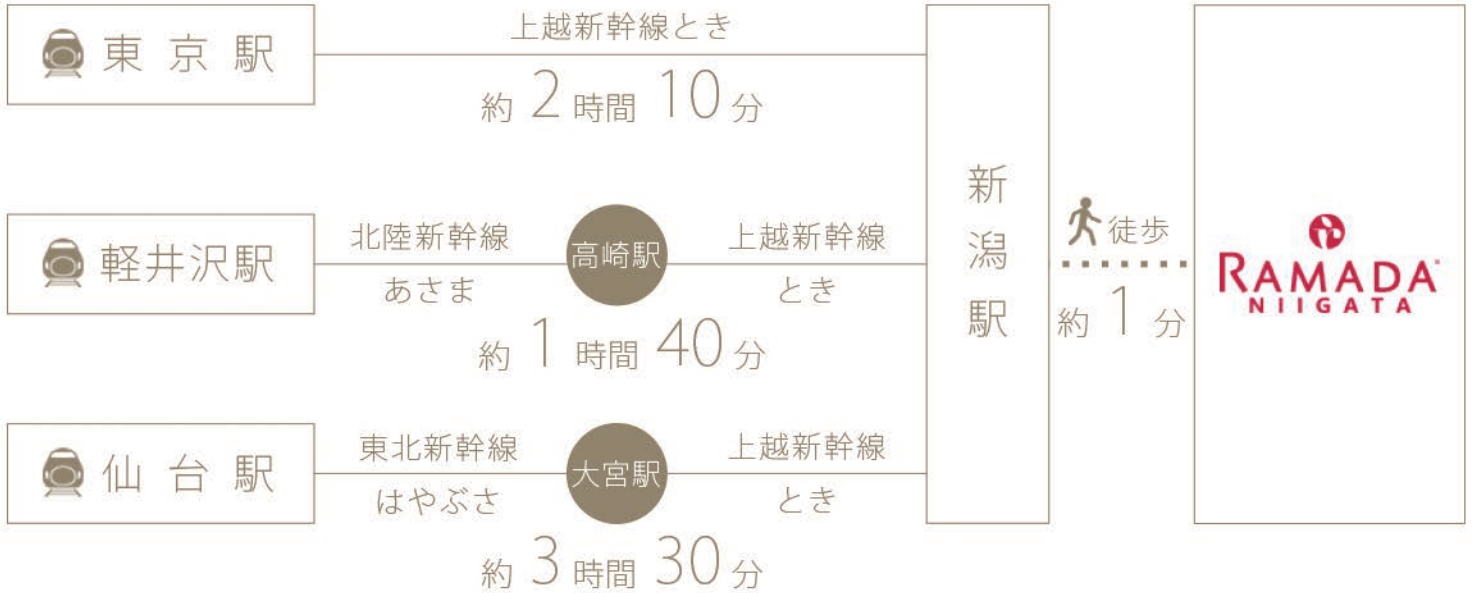 東京駅
上越新幹線とき
約 2 時間 10 分
軽井沢駅
北陸新幹線
あさま
高崎駅
上越新幹線
とき
約 1 時間 40 分
仙台駅
東北新幹線
はやぶさ
大宮駅
上越新幹線
とき
約 3 時間 30 分
新潟駅
徒歩
約 1 分
RAMADA
NIIGATA